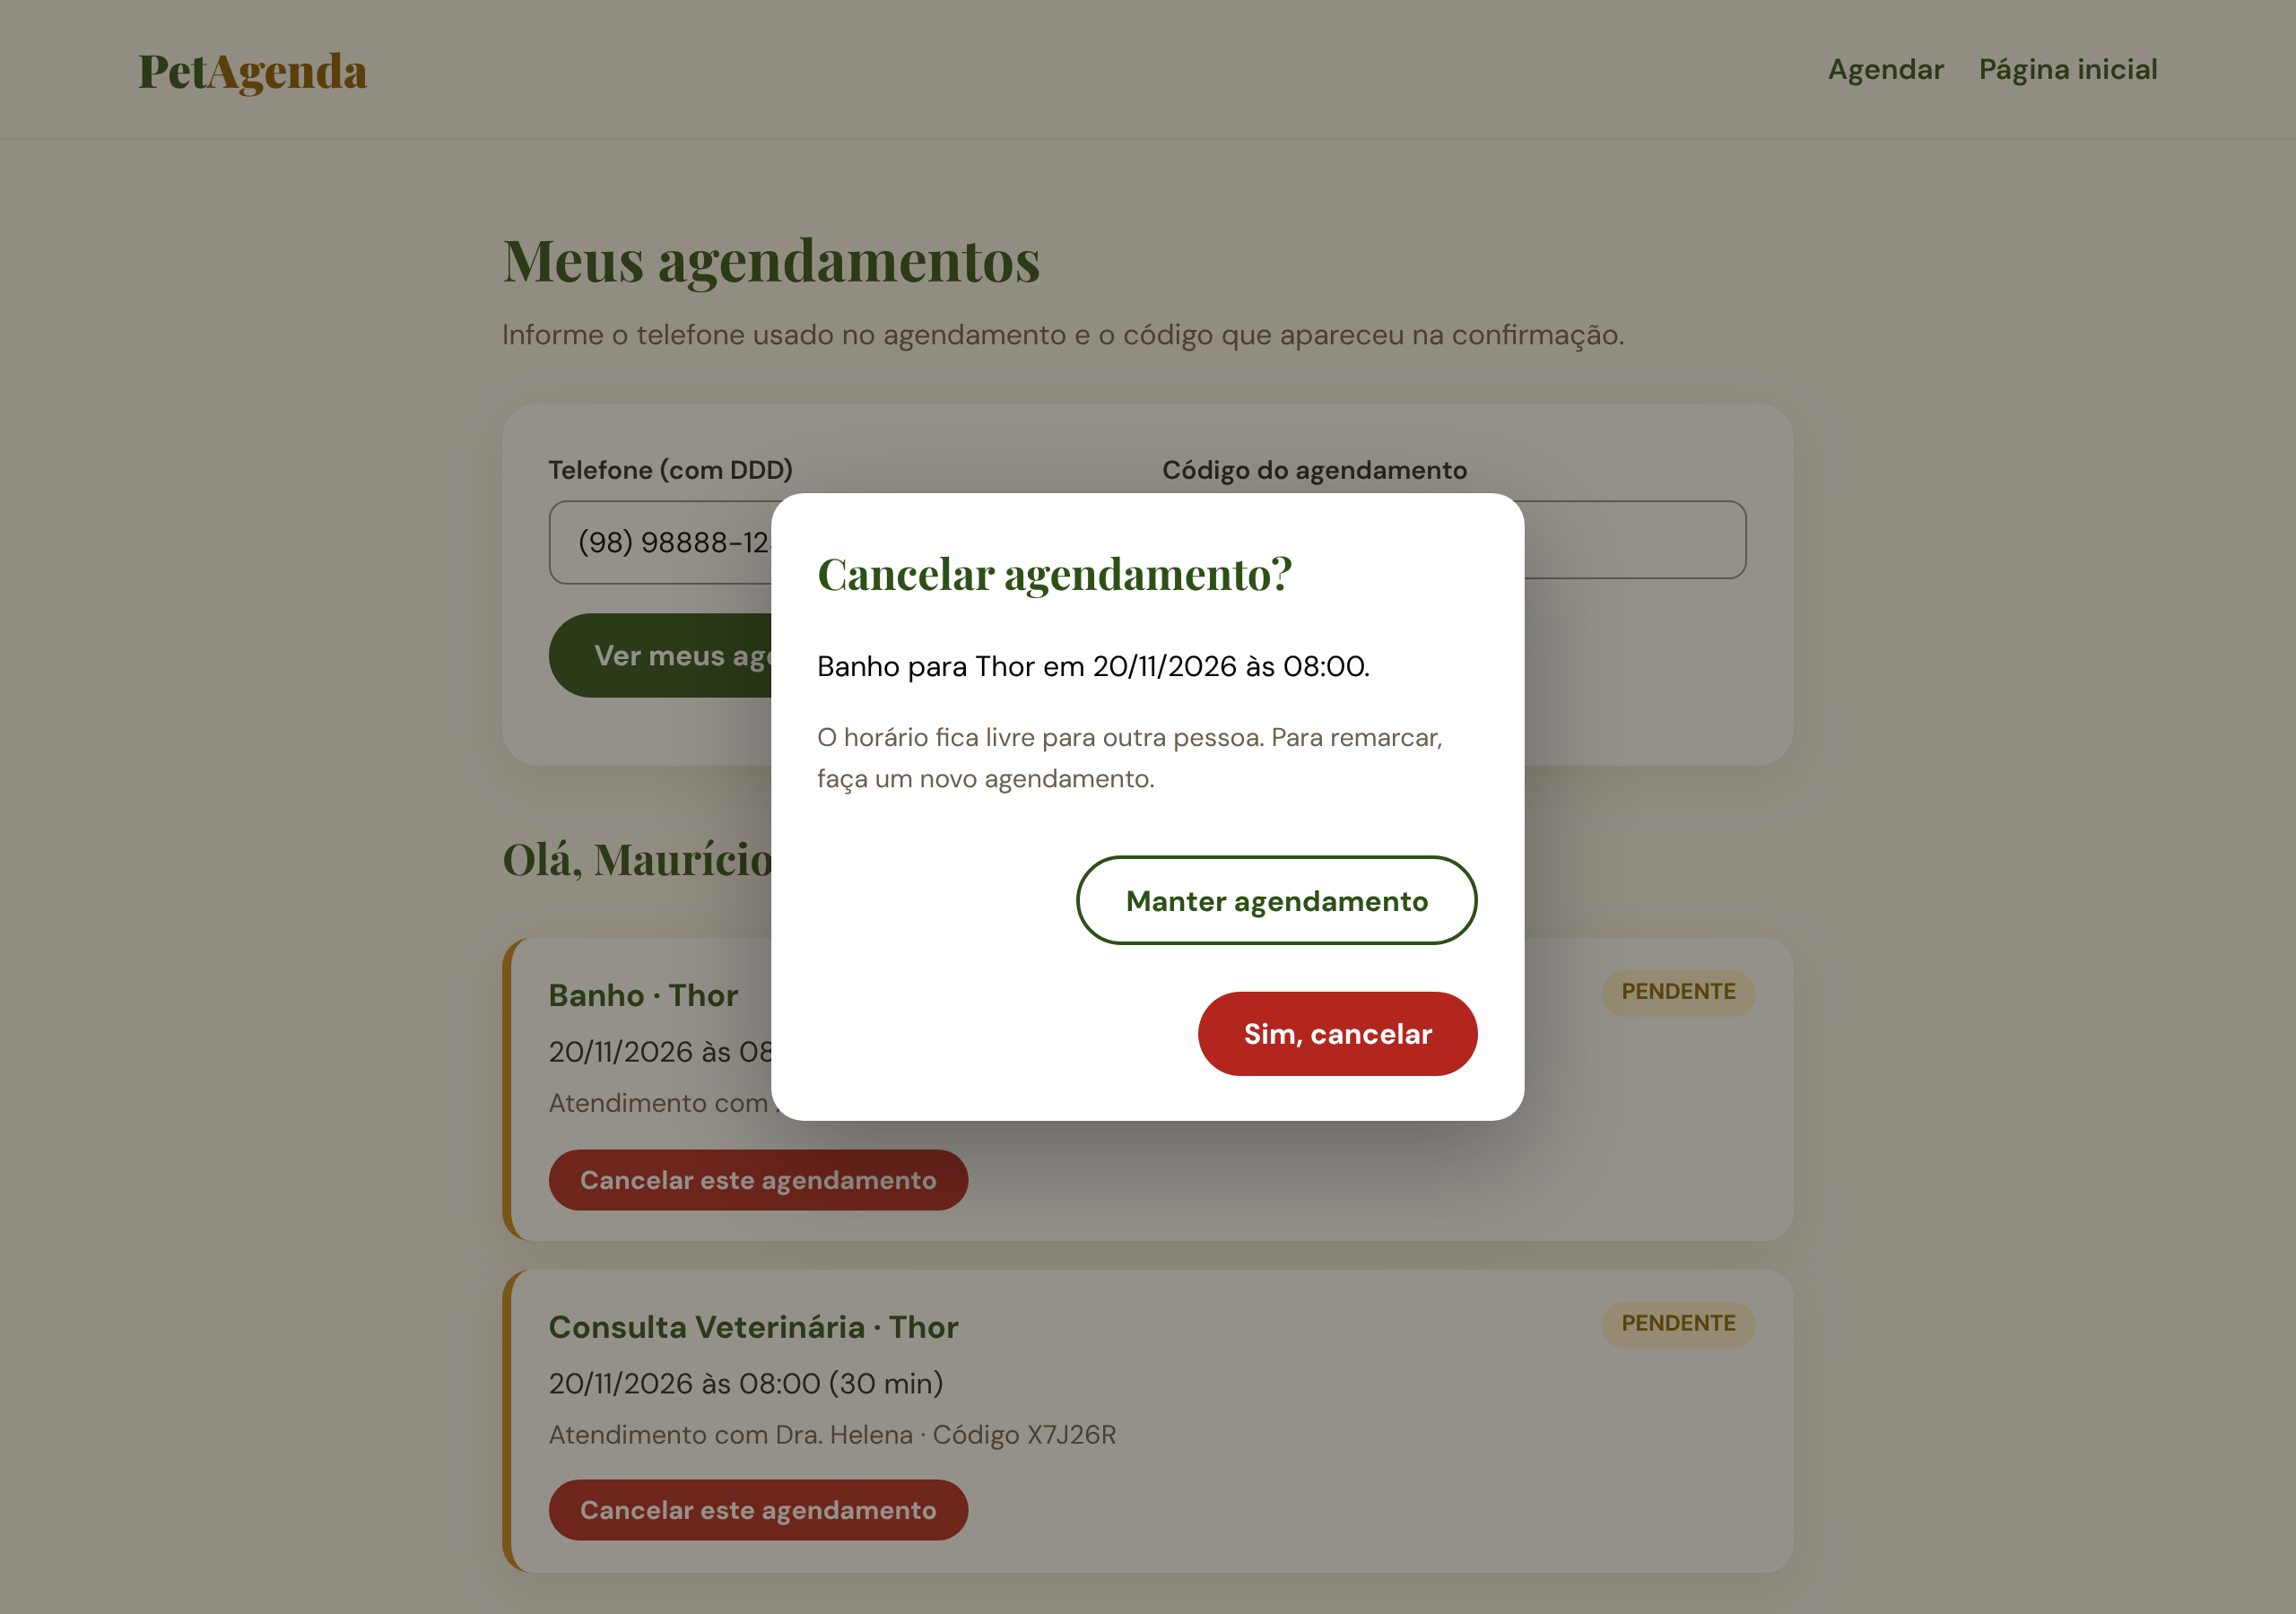 PetAgenda
Agendar
Página inicial
Meus agendamentos
Informe o telefone usado no agendamento e o código que apareceu na confirmação.
Telefone (com DDD)
Código do agendamento
(98) 98888-12
Cancelar agendamento?
Banho para Thor em 20/11/2026 às 08:00.
O horário fica livre para outra pessoa. Para remarcar,
faça um novo agendamento.
Manter agendamento
Sim, cancelar
Ver meus
Olá, Maurício
Banho · Thor
PENDENTE
20/11/2026 às 08
Atendimento com
Cancelar este agendamento
Consulta Veterinária · Thor
PENDENTE
20/11/2026 às 08:00 (30 min)
Atendimento com Dra. Helena · Código X7J26R
Cancelar este agendamento